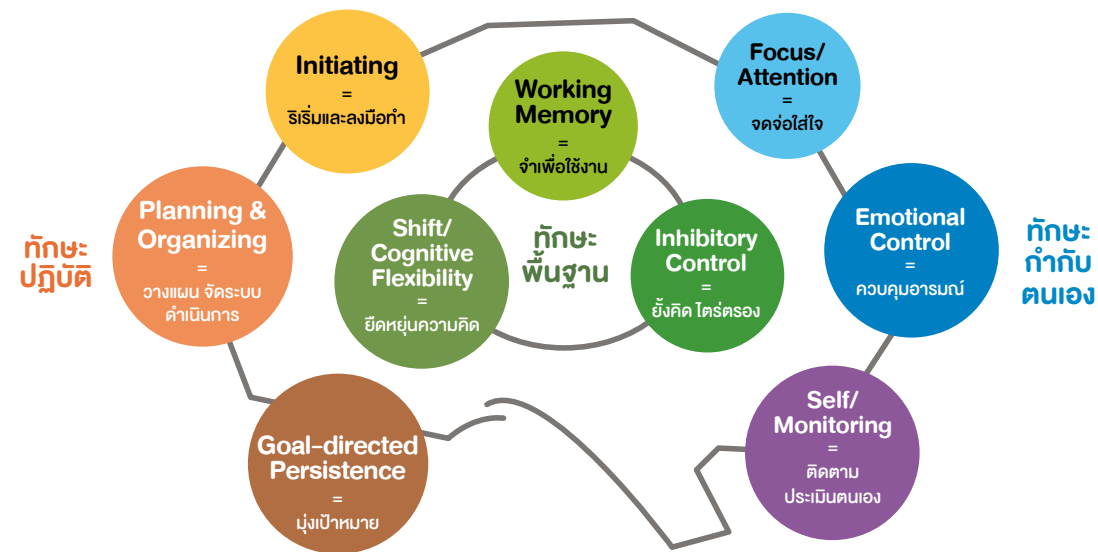 Initiating
=
ริเริ่มและลงมือทำ
Working
Memory
=
จำเพื่อใช้งาน
Focus/
Attention
=
จดจ่อใส่ใจ
ทักษะ
ปฏิบัติ
Planning &
Organizing
=
วางแผน จัดระบบ
ดำเนินการ
Shift/
Cognitive
Flexibility
=
ยืดหยุ่นความคิด
ทักษะ
พื้นฐาน
Inhibitory
Control
=
ยั้งคิด ไตร่ตรอง
Emotional
Control
=
ควบคุมอารมณ์
ทักษะ
กำกับ
ตนเอง
Goal-directed
Persistence
=
มุ่งเป้าหมาย
Self/
Monitoring
=
ติดตาม
ประเมินตนเอง